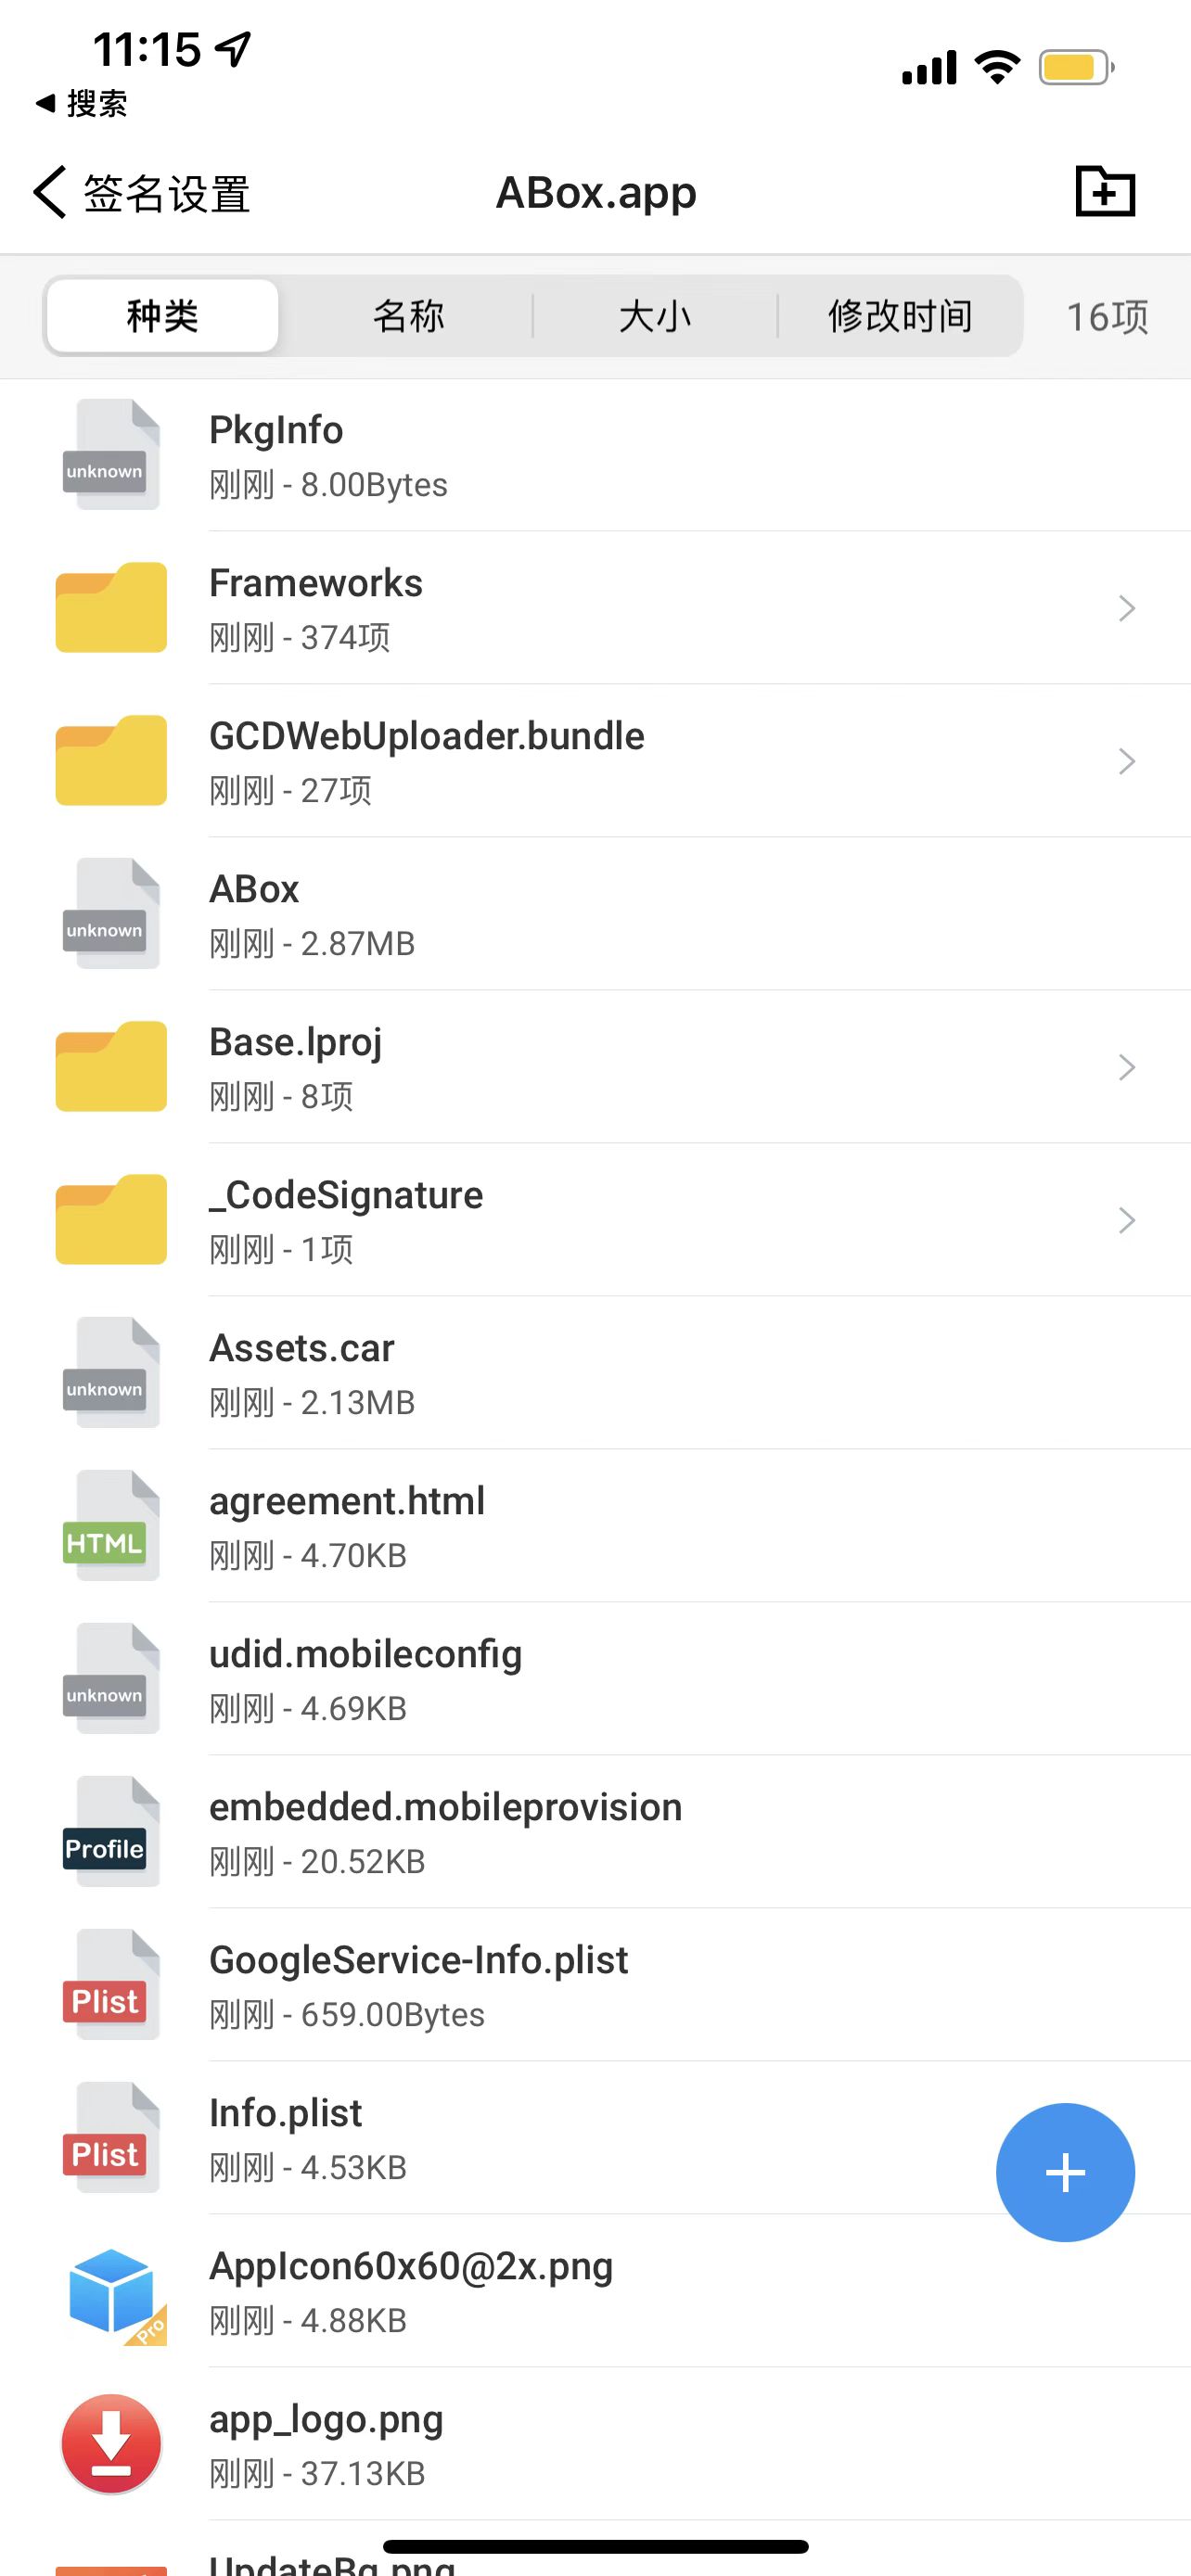 11:15
搜索
签名设置
ABox.app
种类
名称
大小
修改时间
16项
unknown
PkgInfo
刚刚 - 8.00Bytes
Frameworks
刚刚 - 374项
GCDWebUploader.bundle
刚刚 - 27项
unknown
ABox
刚刚 - 2.87MB
Base.lproj
刚刚 - 8项
_CodeSignature
刚刚 - 1项
unknown
Assets.car
刚刚 - 2.13MB
HTML
agreement.html
刚刚 - 4.70KB
unknown
udid.mobileconfig
刚刚 - 4.69KB
Profile
embedded.mobileprovision
刚刚 - 20.52KB
Plist
GoogleService-Info.plist
刚刚 - 659.00Bytes
Plist
Info.plist
刚刚 - 4.53KB
Pro
AppIcon60x60@2x.png
刚刚 - 4.88KB
app_logo.png
刚刚 - 37.13KB
UpdateBg.png